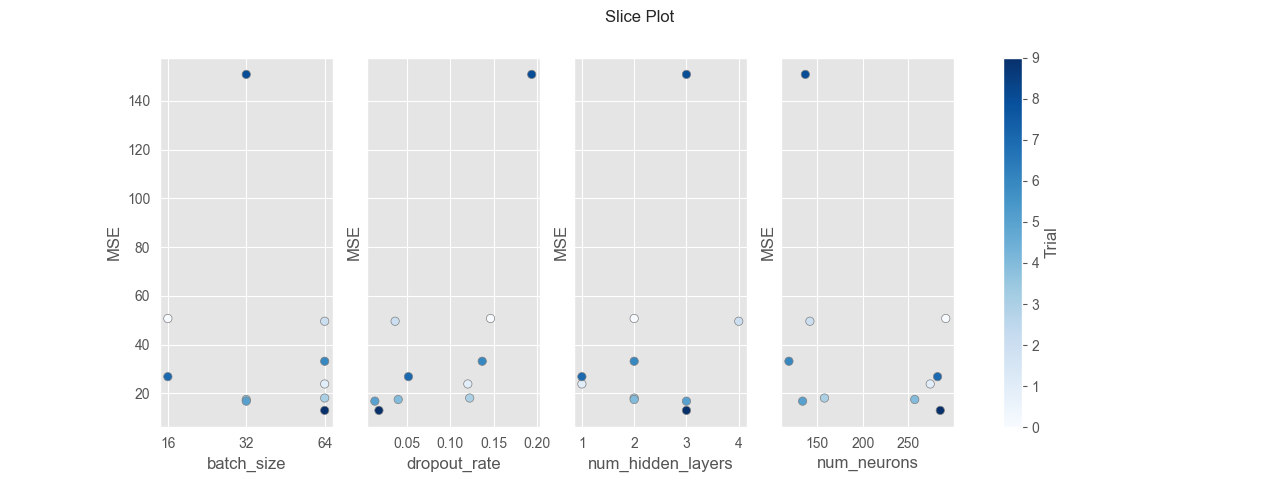 Slice Plot
MSE
140
120
100
80
60
40
20
16 32 64
batch_size
MSE
0.05 0.10 0.15 0.20
dropout_rate
MSE
1 2 3 4
num_hidden_layers
MSE
150 200 250
num_neurons
9
8
7
6
5
4
3
2
1
0
Trial